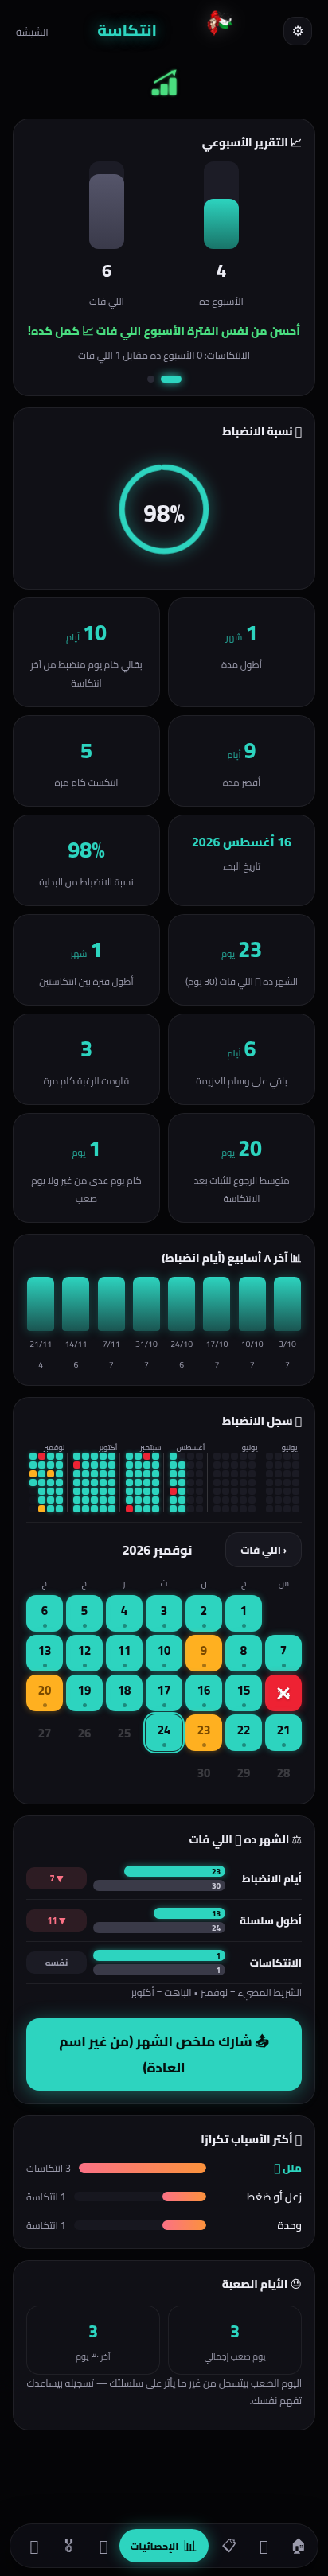 الشيشة
انتكاسة
التقرير الأسبوعي
4
6
الأسبوع ده
اللي فات
أحسن من نفس الفترة الأسبوع اللي فات 📈 كمل كده!
الانتكاسات: 0 الأسبوع ده مقابل 1 اللي فات
نسبة الانضباط
98%
1 شهر
أطول مدة
10 أيام
بقالي كام يوم منضبط من آخر
انتكاسة
9 أيام
أقصر مدة
5
انتكست كام مرة
16 أغسطس 2026
تاريخ البدء
98%
نسبة الانضباط من البداية
23 يوم
الشهر ده اللي فات (30 يوم)
1 شهر
أطول فترة بين انتكاستين
6 أيام
باقي على وسام العزيمة
3
قاومت الرغبة كام مرة
20 يوم
متوسط الرجوع للثبات بعد
الانتكاسة
1 يوم
كام يوم عدى من غير ولا يوم
صعب
آخر ٨ أسابيع (أيام انضباط)
3/10 10/10 17/10 24/10 31/10 7/11 14/11 21/11
7 7 7 6 7 7 6 4
سجل الانضباط
يونيو يوليو أغسطس سبتمبر أكتوبر نوفمبر
‹ اللي فات
نوفمبر 2026
س ح ن ث ر خ ج
1 2 3 4 5 6
7 8 9 10 11 12 13
14 15 16 17 18 19 20
21 22 23 24 25 26 27
28 29 30
الشهر ده اللي فات
أيام الانضباط 23 30 ▼ 7
أطول سلسلة 13 24 ▼ 11
الانتكاسات 1 1 نفسه
الشريط المضيء = نوفمبر • الباهت = أكتوبر
شارك ملخص الشهر (من غير اسم
العادة)
أكتر الأسباب تكرارًا
ملل 3 انتكاسات
زعل أو ضغط 1 انتكاسة
وحدة 1 انتكاسة
الأيام الصعبة
3
يوم صعب إجمالي
3
آخر ٣٠ يوم
اليوم الصعب بيتسجل من غير ما يأثر على سلسلتك — تسجيله بيساعدك
تفهم نفسك.
الإحصائيات